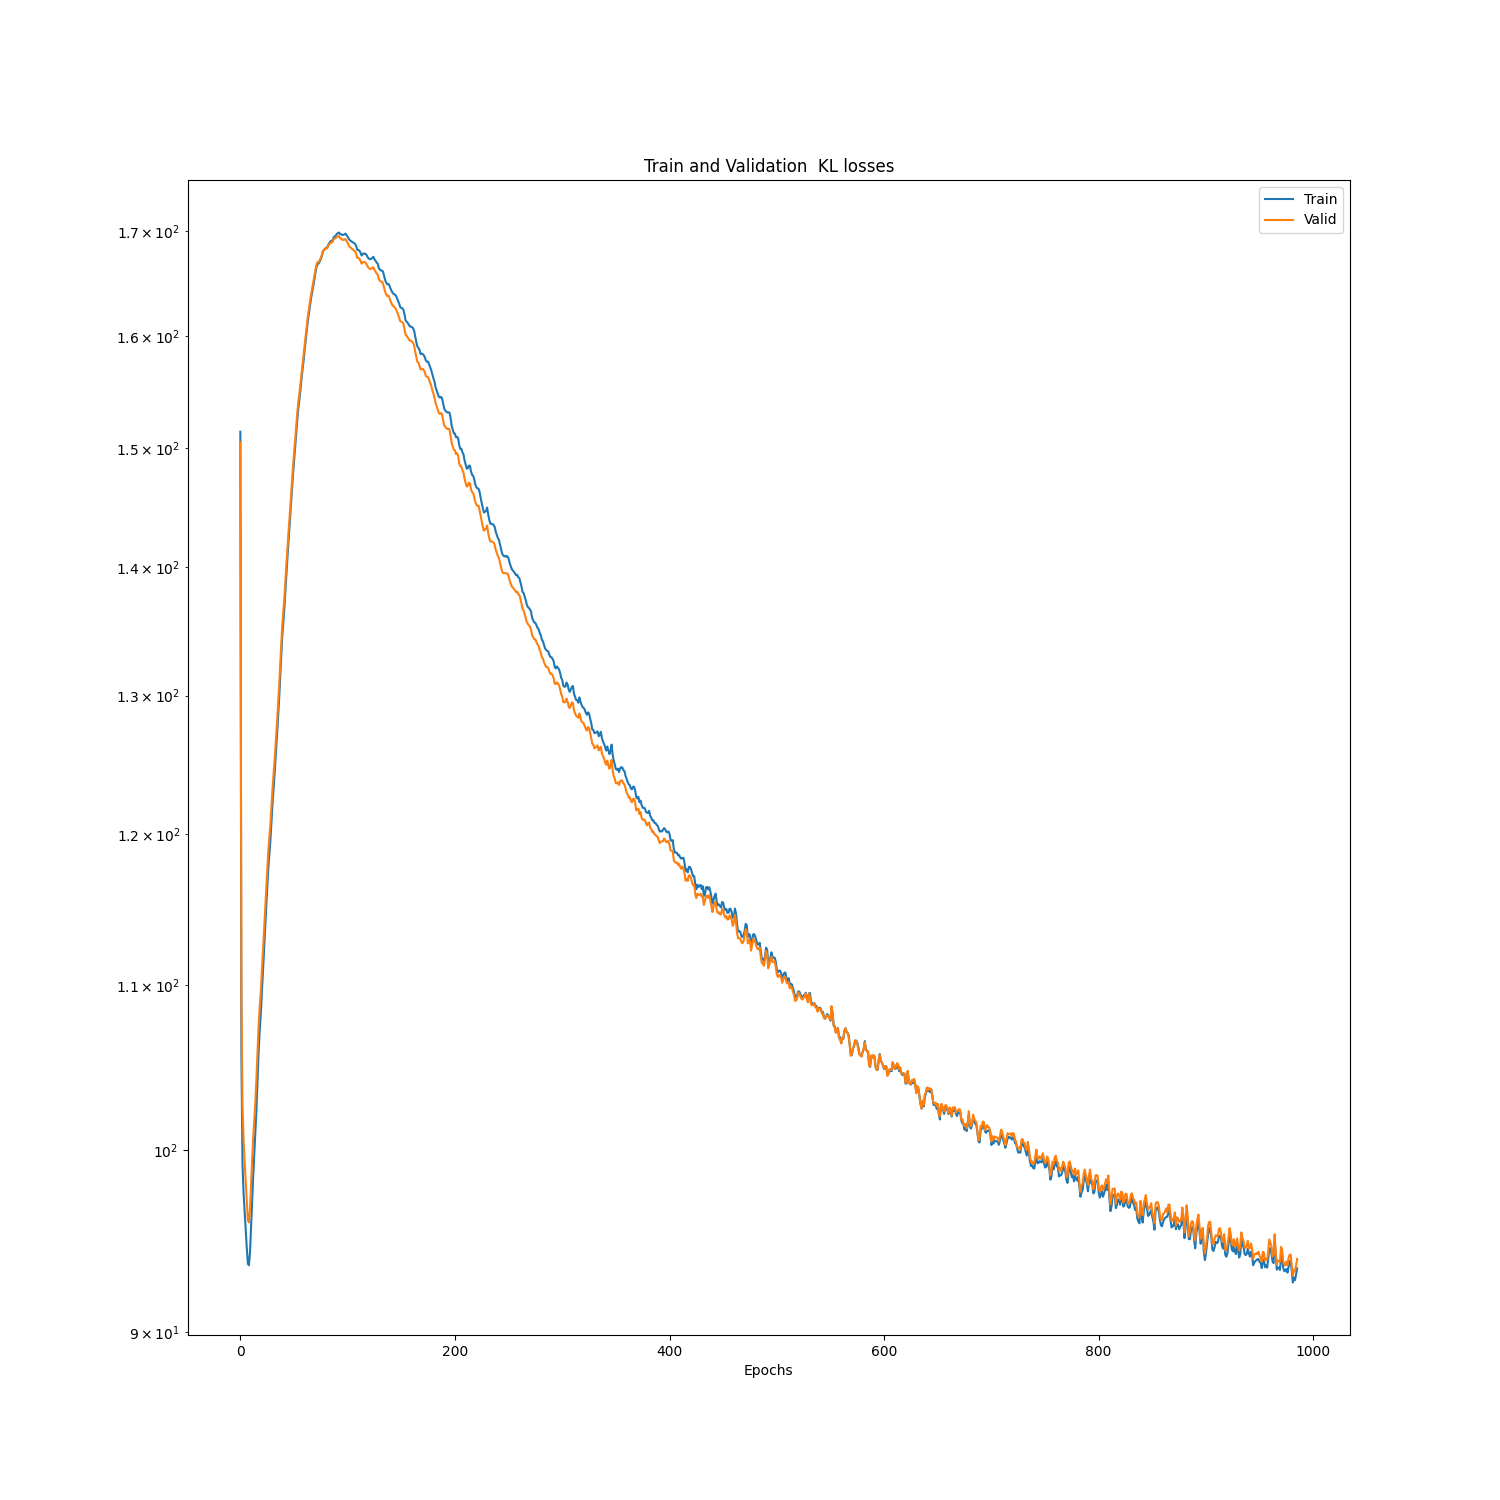 Train and Validation  KL losses
Train
Valid
1.7 × 10²
1.6 × 10²
1.5 × 10²
1.4 × 10²
1.3 × 10²
1.2 × 10²
1.1 × 10²
10²
9 × 10¹
0 200 400 600 800 1000
Epochs